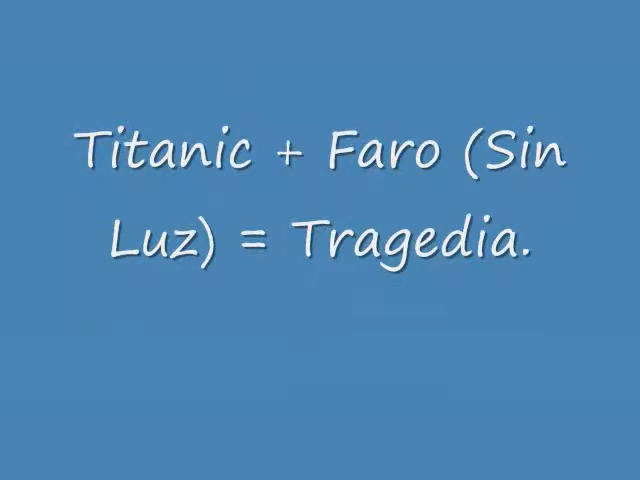 Titanic + Faro (Sin
Luz) = Tragedia.